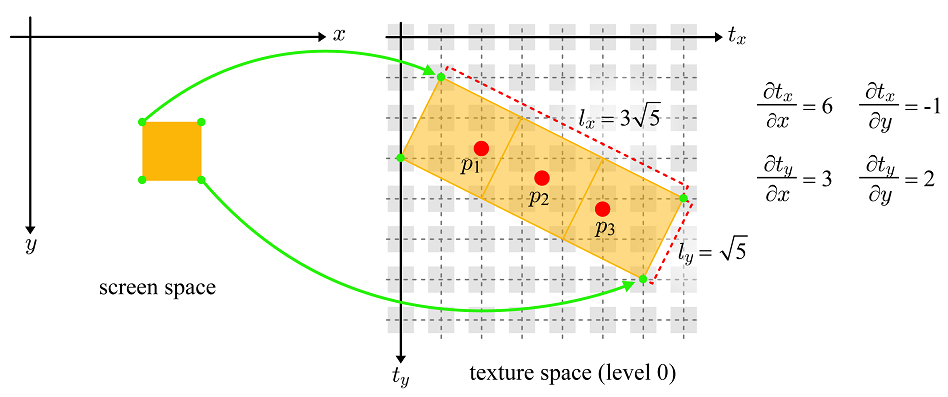 x
y
screen space
t_x
t_y
l_x = 3√5
p_1
p_2
p_3
l_y = √5
texture space (level 0)
∂t_x/∂x = 6 ∂t_x/∂y = -1
∂t_y/∂x = 3 ∂t_y/∂y = 2